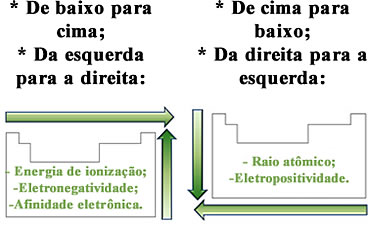 * De baixo para
cima;
* Da esquerda
para a direita:
- Energia de ionização;
-Eletronegatividade;
-Afinidade eletrônica.
* De cima para
baixo;
* Da direita para a
esquerda:
- Raio atômico;
-Eletropositividade.